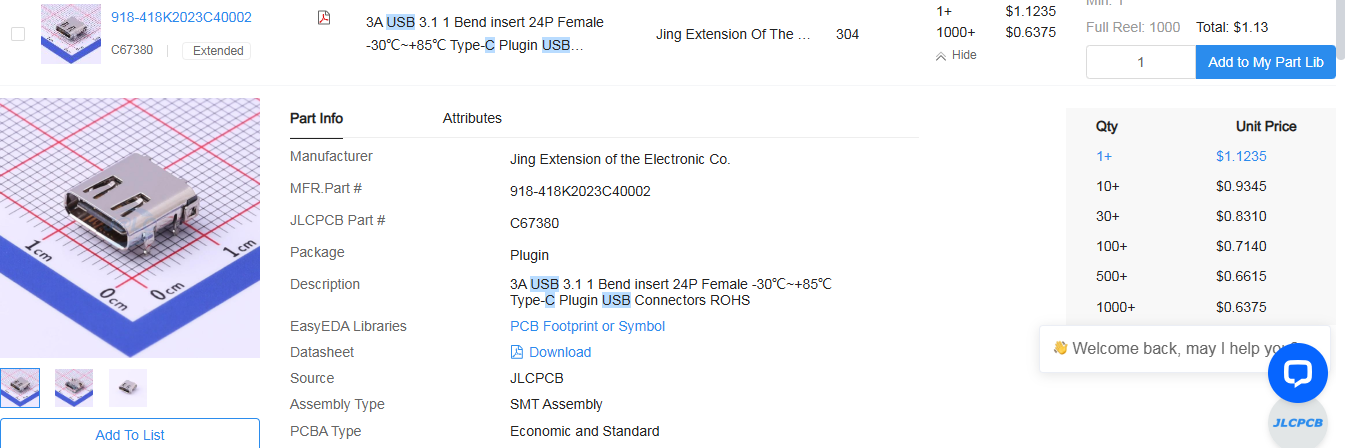 918-418K2023C40002
C67380 | Extended
3A USB 3.1 1 Bend insert 24P Female
-30℃~+85℃ Type-C Plugin USB...
Jing Extension Of The ...
304
1+ $1.1235
1000+ $0.6375
Hide
Min: 1
Full Reel: 1000 Total: $1.13
1 Add to My Part Lib
Part Info Attributes
Manufacturer Jing Extension of the Electronic Co.
MFR.Part # 918-418K2023C40002
JLCPCB Part # C67380
Package Plugin
Description 3A USB 3.1 1 Bend insert 24P Female -30℃~+85℃
Type-C Plugin USB Connectors ROHS
EasyEDA Libraries PCB Footprint or Symbol
Datasheet Download
Source JLCPCB
Assembly Type SMT Assembly
PCBA Type Economic and Standard
1cm
0cm
0cm
1cm
Add To List
Qty Unit Price
1+ $1.1235
10+ $0.9345
30+ $0.8310
100+ $0.7140
500+ $0.6615
1000+ $0.6375
👋 Welcome back, may I help you?
JLCPCB